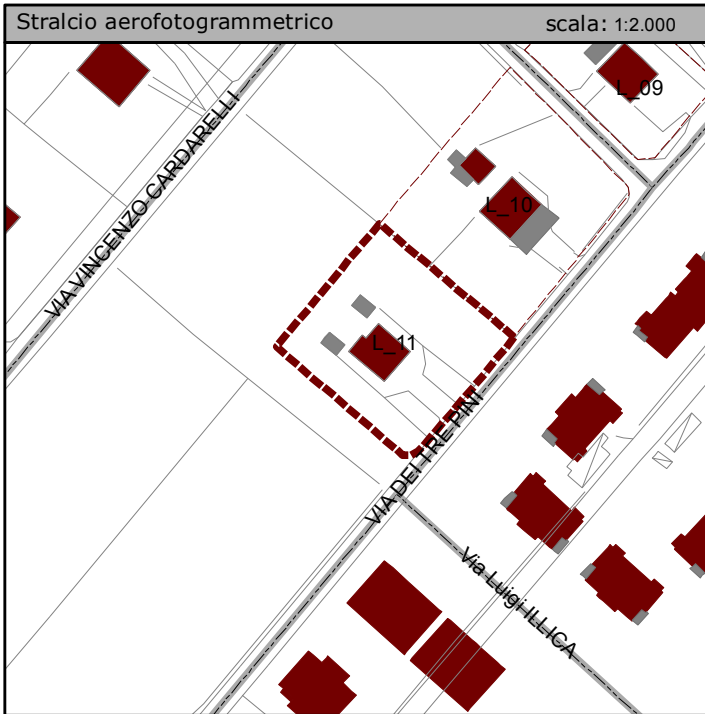 Stralcio aerofotogrammetrico scala: 1:2.000
L_09
VIA VINCENZO CARDARELLI
L_10
L_11
VIA DEI TRE PINI
Via Luigi ILLICA